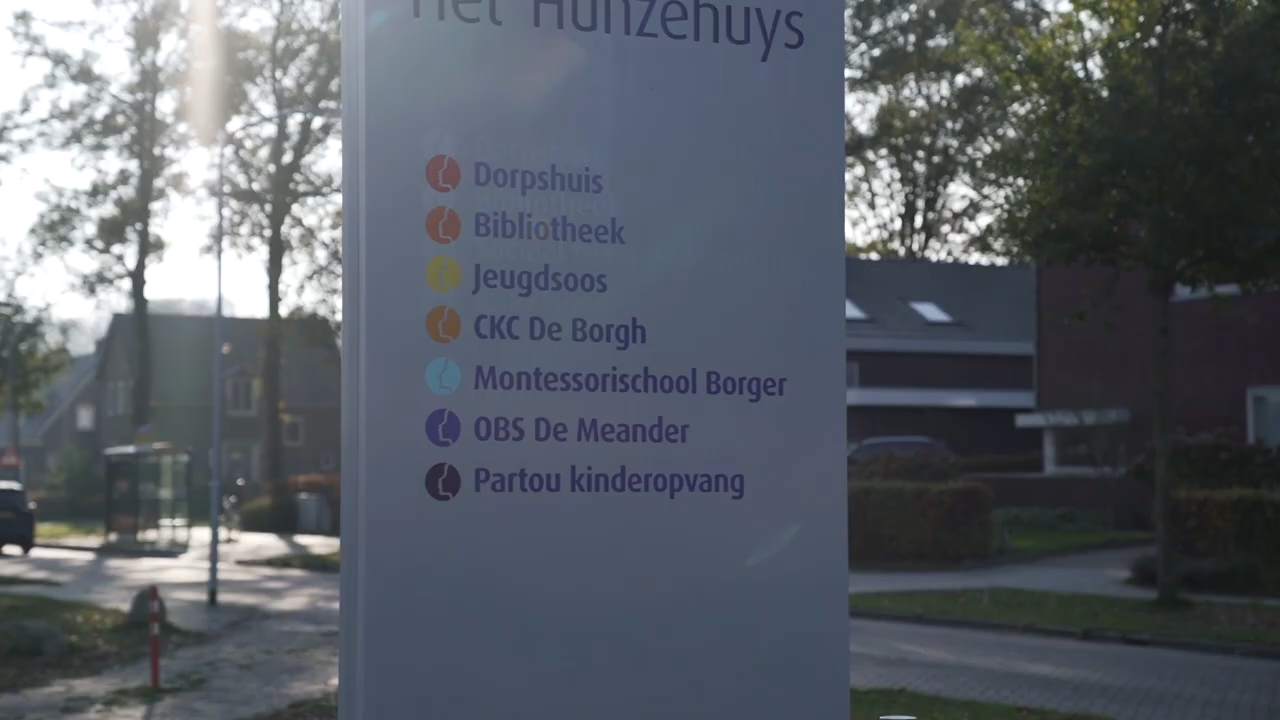 Het Hunzehuys
Dorpshuis
Bibliotheek
Jeugdsoos
CKC De Borgh
Montessorischool Borger
OBS De Meander
Partou kinderopvang